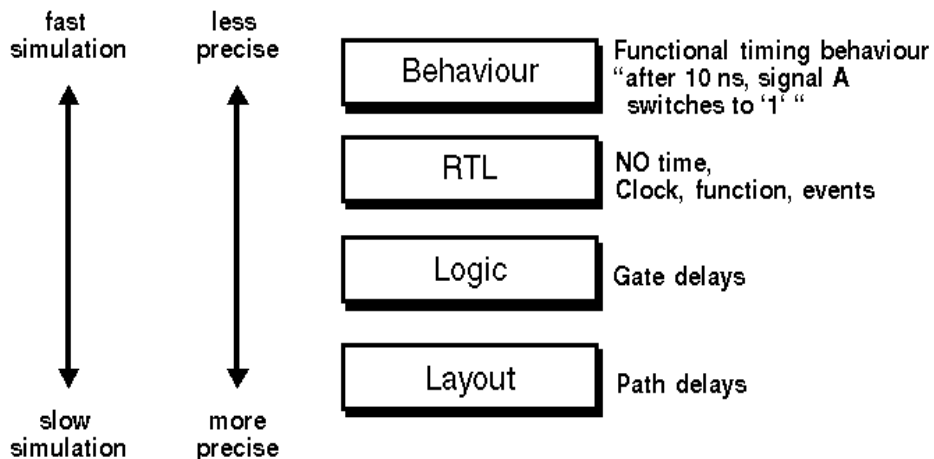 fast
simulation
less
precise
Behaviour
Functional timing behaviour
“after 10 ns, signal A
switches to ‘1‘ “
RTL
NO time,
Clock, function, events
Logic
Gate delays
Layout
Path delays
slow
simulation
more
precise